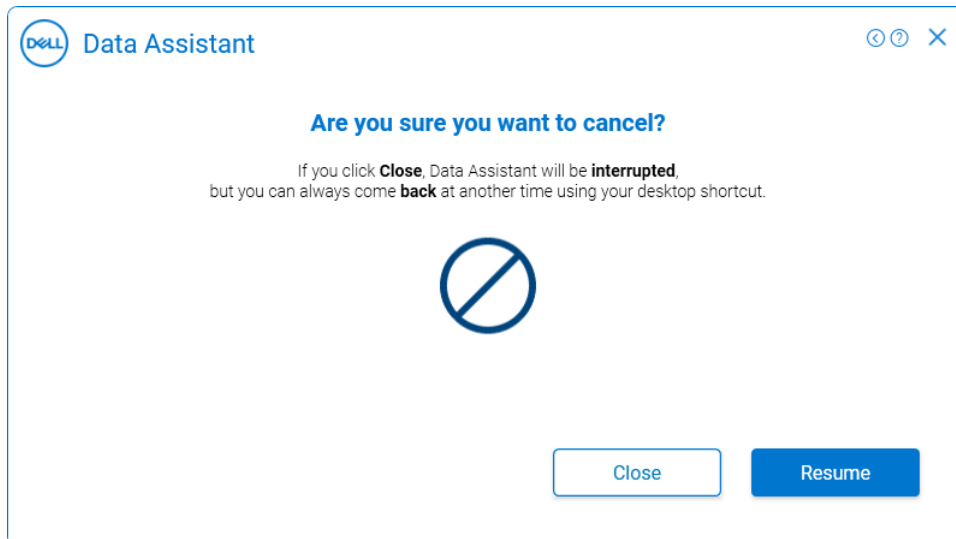 DELL
Data Assistant
Are you sure you want to cancel?
If you click Close, Data Assistant will be interrupted,
but you can always come back at another time using your desktop shortcut.
Close
Resume